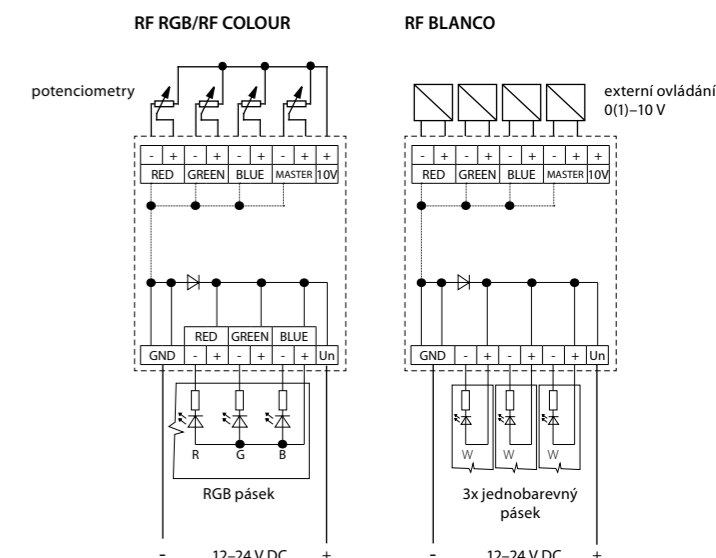 RF RGB/RF COLOUR
potenciometry
- + - + - + - + +
RED GREEN BLUE MASTER 10V
RED GREEN BLUE
GND - + - + - + Un
R G B
RGB pásek
- 12–24 V DC +
RF BLANCO
externí ovládání
0(1)–10 V
- + - + - + - + +
RED GREEN BLUE MASTER 10V
GND - + - + - + Un
W W W
3x jednobarevný
pásek
- 12–24 V DC +